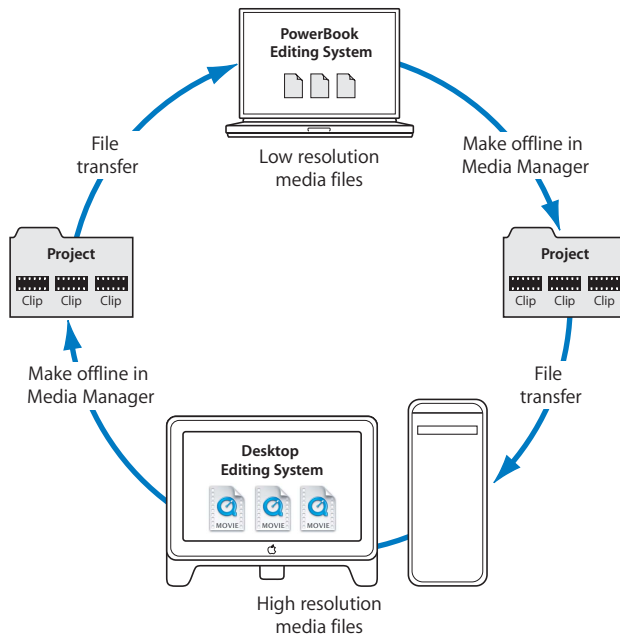 PowerBook
Editing System
Low resolution
media files
File
transfer
Make offline in
Media Manager
Project
Clip Clip Clip
Project
Clip Clip Clip
Make offline in
Media Manager
File
transfer
Desktop
Editing System
MOVIE MOVIE MOVIE
High resolution
media files